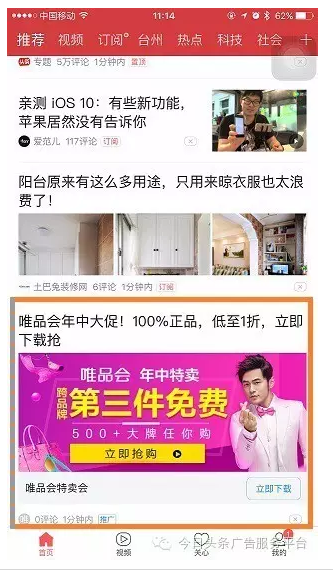 中国移动 11:14 62%
推荐 视频 订阅 台州 热点 科技 社会 +
头条 专题 5万评论 1分钟内 置顶
亲测 iOS 10：有些新功能，
苹果居然没有告诉你
爱范儿 117评论 订阅
阳台原来有这么多用途，只用来晾衣服也太浪
费了！
土巴兔装修网 6评论 1分钟内 订阅
唯品会年中大促！100%正品，低至1折，立即
下载抢
唯品会 年中特卖
跨品牌
第三件免费
500+大牌任你购
立即抢购
唯品会特卖会 立即下载
0评论 1分钟内 推广
今日头条广告服务平台
首页 视频 关心 我的